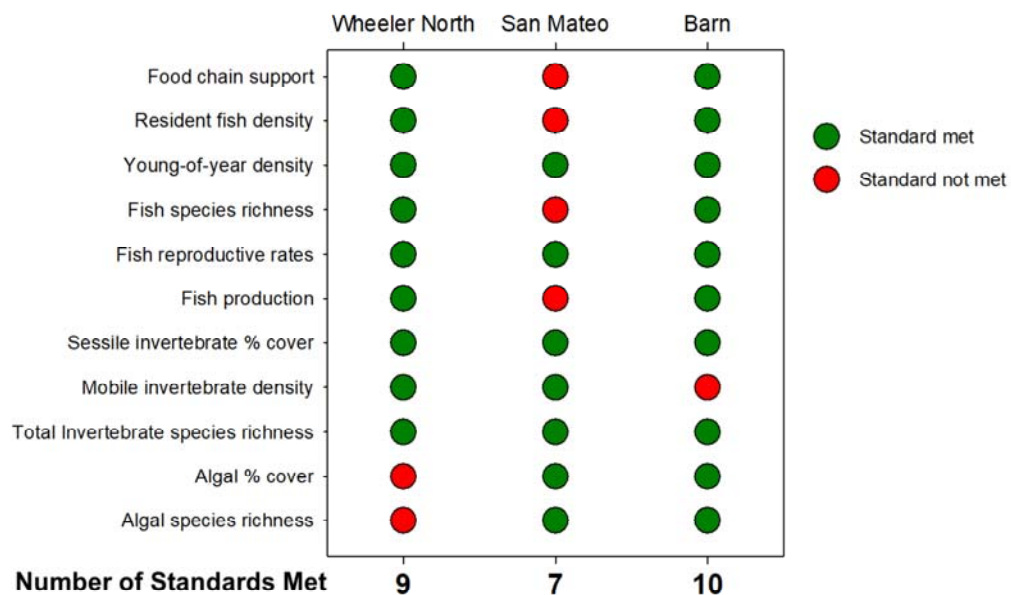 Wheeler North San Mateo Barn
Food chain support
Resident fish density
Young-of-year density
Fish species richness
Fish reproductive rates
Fish production
Sessile invertebrate % cover
Mobile invertebrate density
Total Invertebrate species richness
Algal % cover
Algal species richness
Standard met
Standard not met
Number of Standards Met 9 7 10